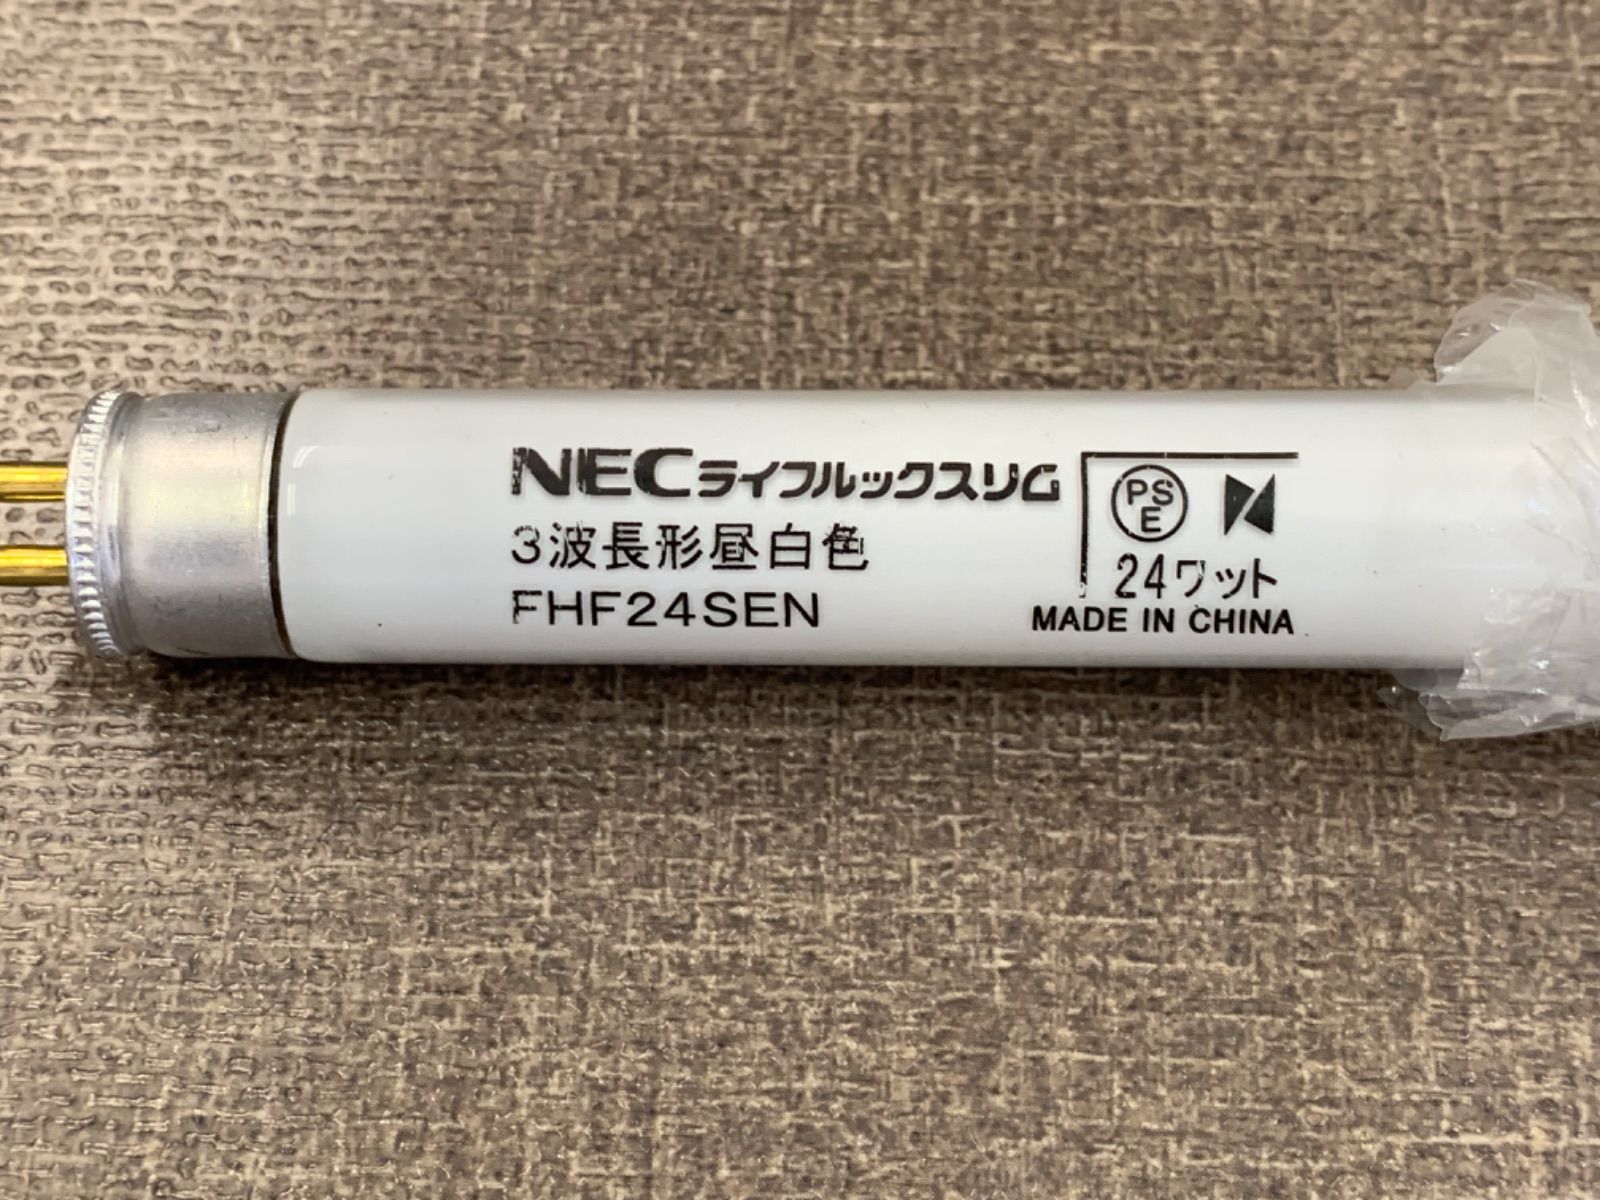 NECライフルックスリム
3波長形昼白色
FHF24SEN
PSE
24ワット
MADE IN CHINA